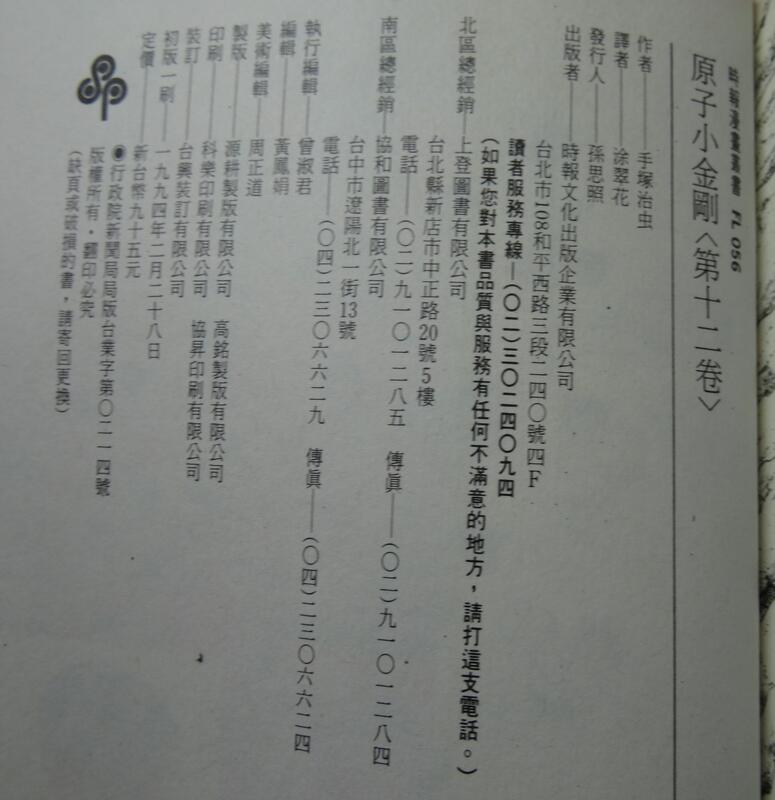 時報漫畫叢書 FL 056
原子小金剛〈第十二卷〉
作者——手塚治虫
譯者——涂翠花
發行人——孫思照
出版者——時報文化出版企業有限公司
台北市108和平西路三段二四〇號四F
讀者服務專線—(〇二)三〇二四〇九四
(如果您對本書品質與服務有任何不滿意的地方，請打這支電話。)
北區總經銷——上登圖書有限公司
台北縣新店市中正路20號5樓
電話——(〇二)九一〇一二八五 傳眞——(〇二)九一〇一二八四
南區總經銷——協和圖書有限公司
台中市遼陽北一街13號
電話——(〇四)二三〇六六二九 傳眞——(〇四)二三〇六六二四
執行編輯——曾淑君
編輯——黃鳳娟
美術編輯——周正道
製版——源耕製版有限公司 高銘製版有限公司
印刷——科樂印刷有限公司 協昇印刷有限公司
裝訂——台興裝訂有限公司
初版一刷——一九九四年二月二十八日
定價——新台幣九十五元
◉行政院新聞局局版台業字第〇二一四號
版權所有・翻印必究
(缺頁或破損的書，請寄回更換)